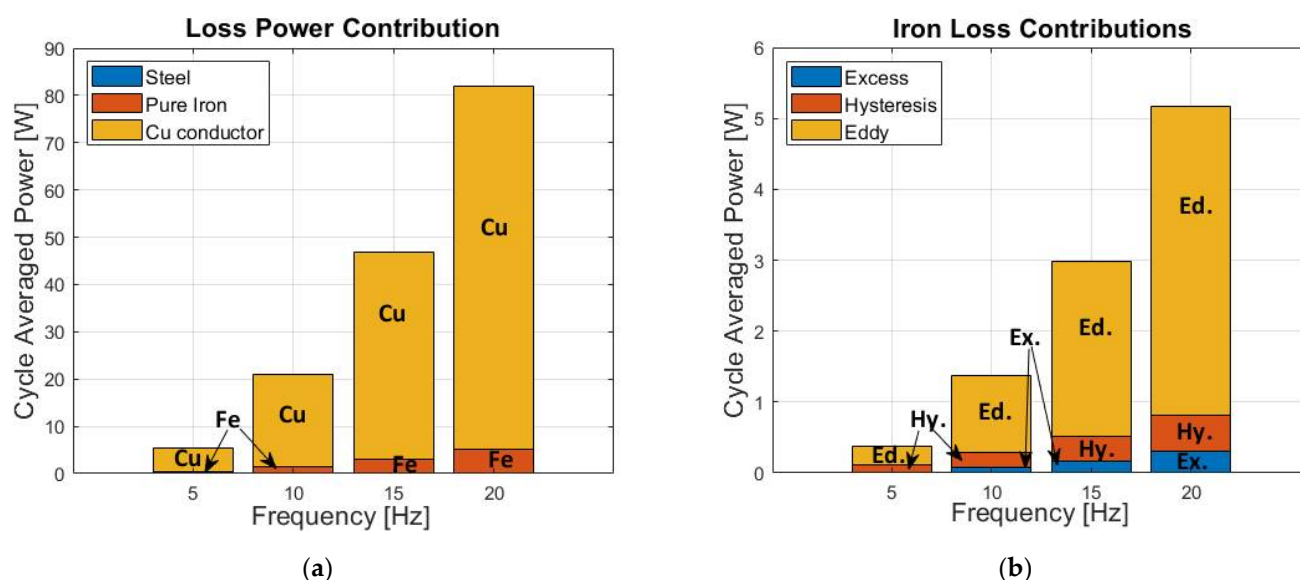 Loss Power Contribution
Steel
Pure Iron
Cu conductor
Cycle Averaged Power [W]
90
80
70
60
50
40
30
20
10
0
Cu
Fe
Cu
Cu
Fe
Cu
Fe
5 10 15 20
Frequency [Hz]
(a)
Iron Loss Contributions
Excess
Hysteresis
Eddy
Cycle Averaged Power [W]
6
5
4
3
2
1
0
Ed.
Hy.
Ed.
Ex.
Ed.
Hy.
Ed.
Hy.
Ex.
5 10 15 20
Frequency [Hz]
(b)